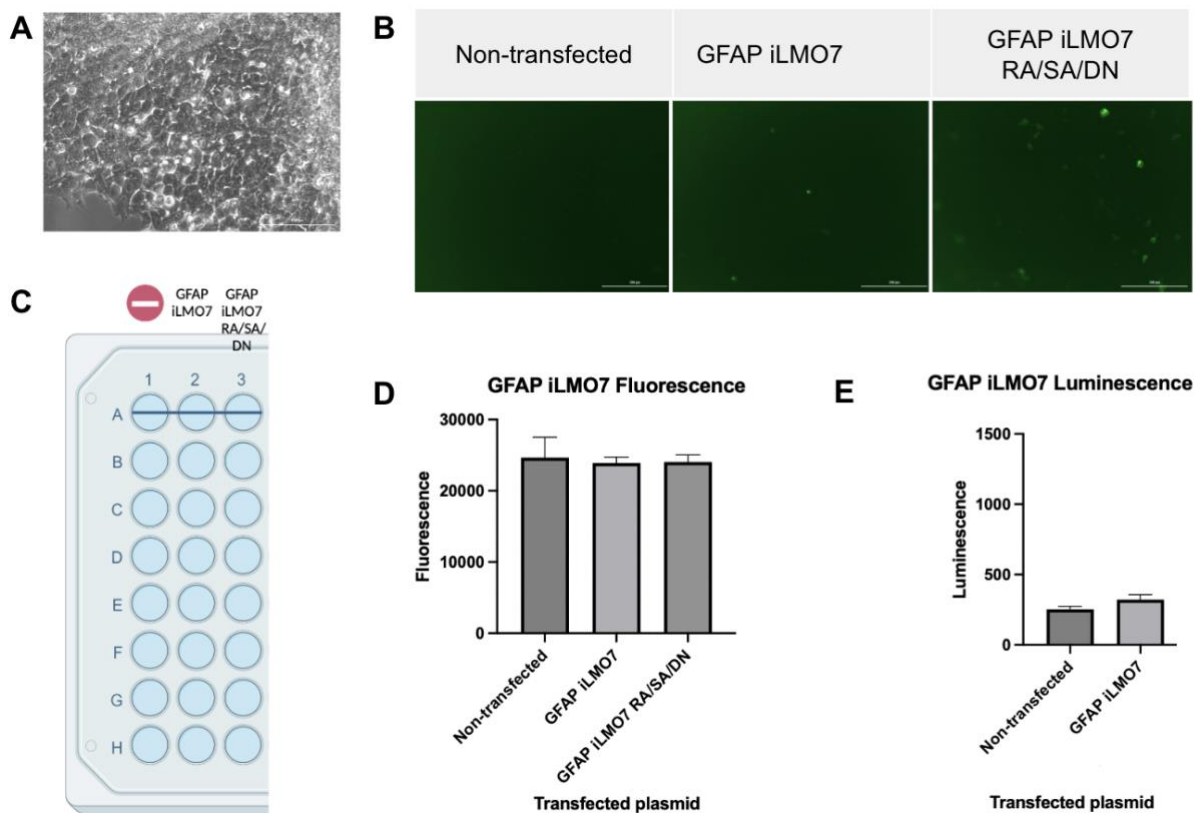 A
B
Non-transfected
GFAP iLMO7
GFAP iLMO7
RA/SA/DN
C
GFAP
iLMO7
GFAP
iLMO7
RA/SA/
DN
1 2 3
A
B
C
D
E
F
G
H
D
GFAP iLMO7 Fluorescence
30000
20000
10000
0
Fluorescence
Non-transfected
GFAP iLMO7
GFAP iLMO7 RA/SA/DN
Transfected plasmid
E
GFAP iLMO7 Luminescence
1500
1000
500
0
Luminescence
Non-transfected
GFAP iLMO7
Transfected plasmid